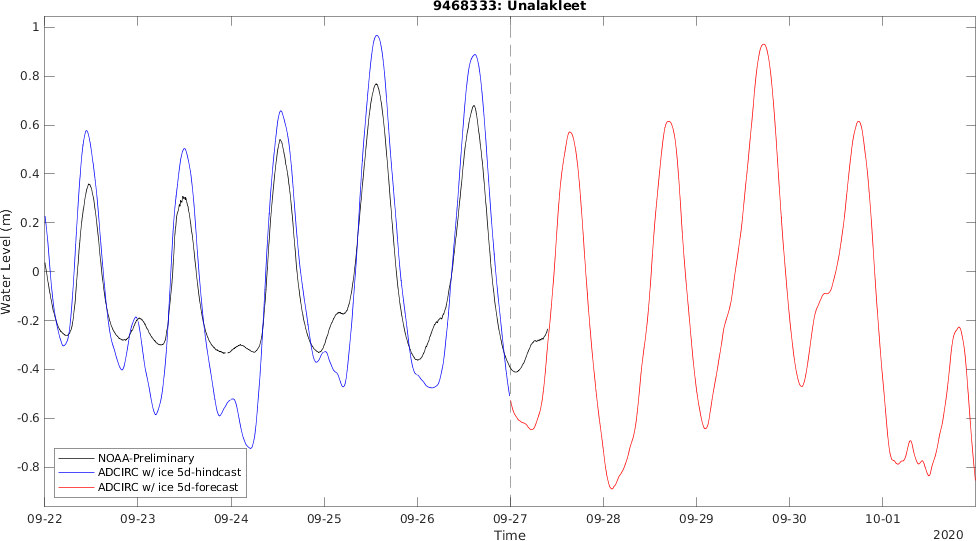 9468333: Unalakleet
Water Level (m)
1
0.8
0.6
0.4
0.2
0
-0.2
-0.4
-0.6
-0.8
NOAA-Preliminary
ADCIRC w/ ice 5d-hindcast
ADCIRC w/ ice 5d-forecast
09-22 09-23 09-24 09-25 09-26 09-27 09-28 09-29 09-30 10-01
Time
2020